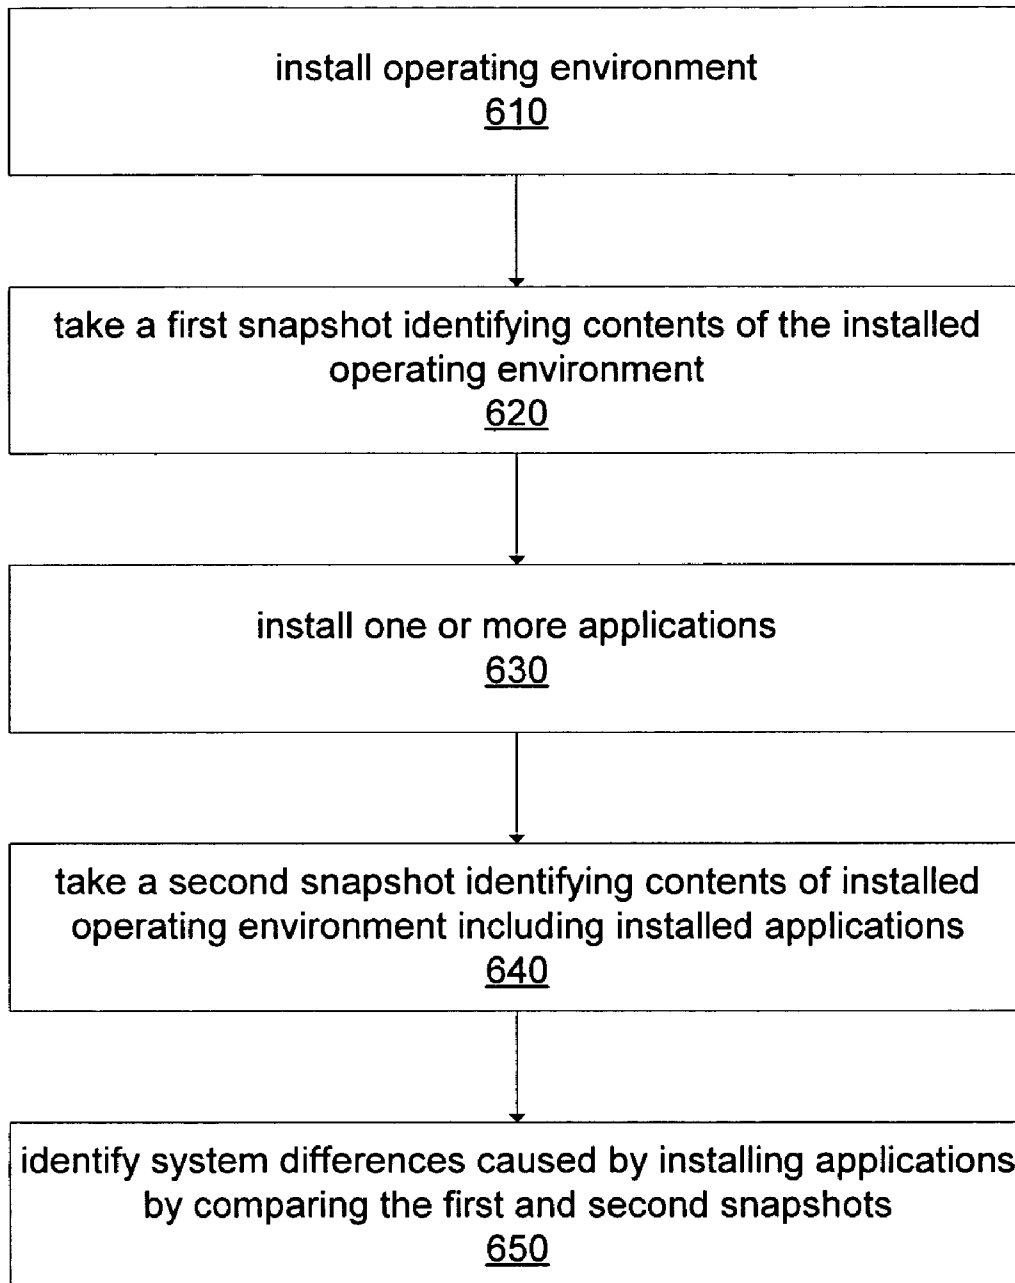 install operating environment
610
take a first snapshot identifying contents of the installed
operating environment
620
install one or more applications
630
take a second snapshot identifying contents of installed
operating environment including installed applications
640
identify system differences caused by installing applications
by comparing the first and second snapshots
650